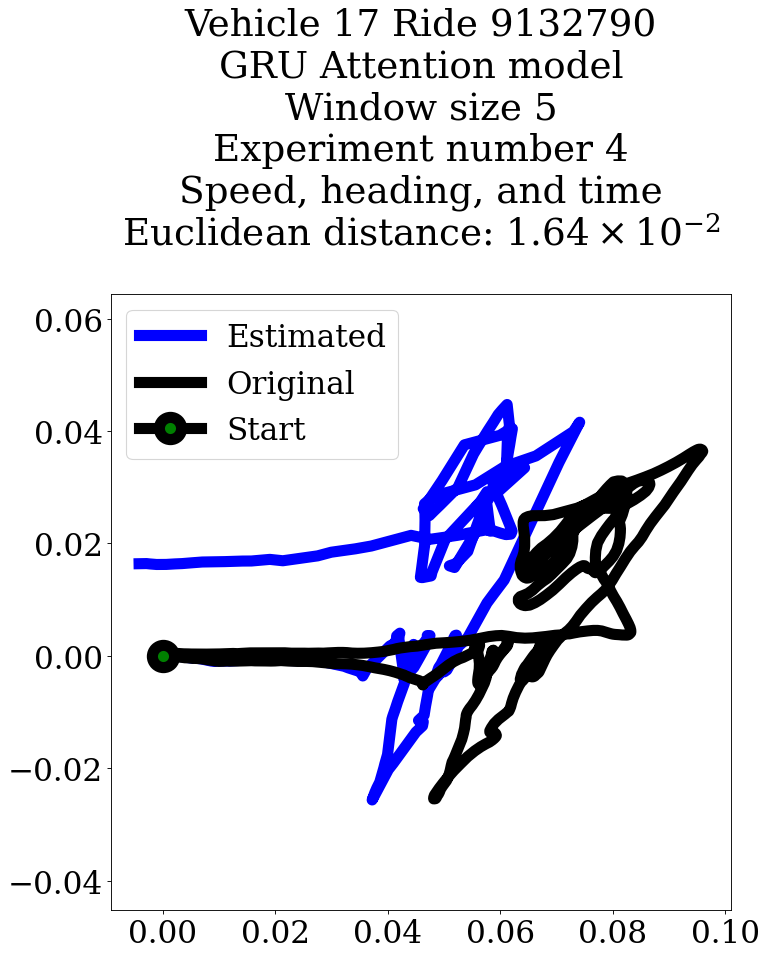 Vehicle 17 Ride 9132790
GRU Attention model
Window size 5
Experiment number 4
Speed, heading, and time
Euclidean distance: 1.64 × 10⁻²
0.06
0.04
0.02
0.00
−0.02
−0.04
Estimated
Original
Start
0.00 0.02 0.04 0.06 0.08 0.10